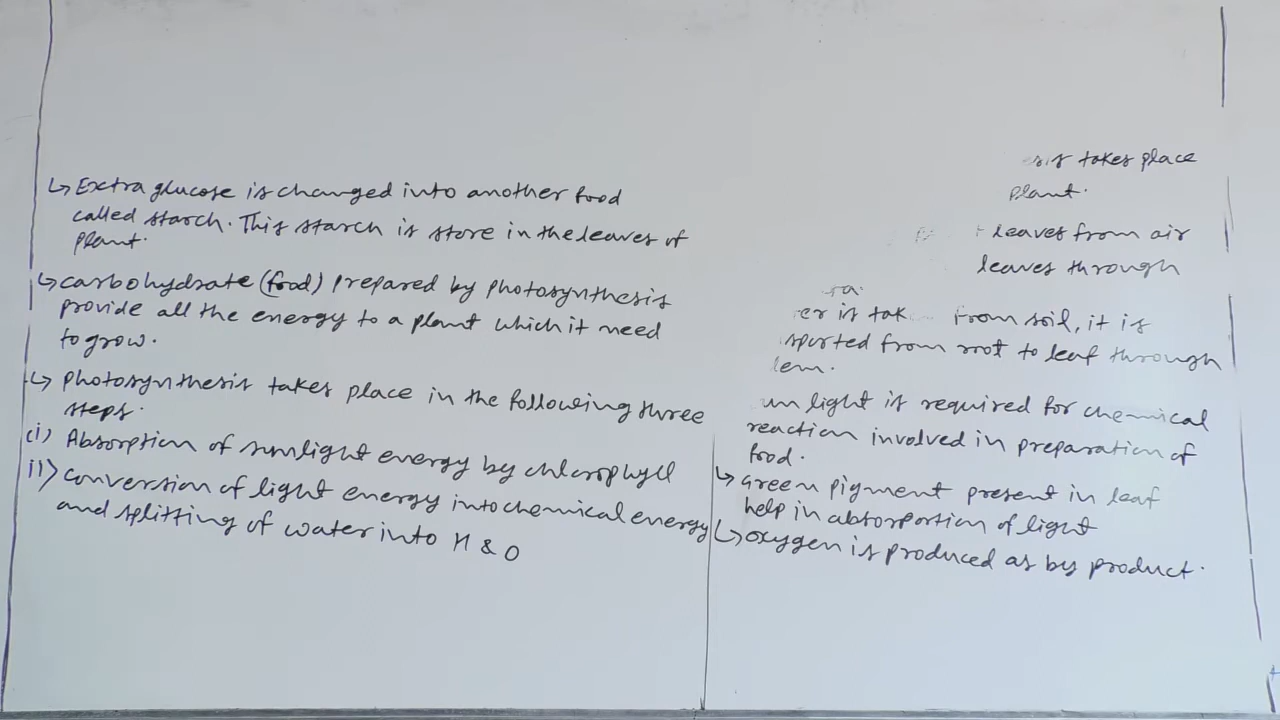 ↳ Extra glucose is changed into another food
called starch. This starch is store in the leaves of
plant.
↳ carbohydrate (food) prepared by photosynthesis
provide all the energy to a plant which it need
to grow.
↳ photosynthesis takes place in the following three
steps.
(i) Absorption of sunlight energy by chlorophyll
ii) conversion of light energy into chemical energy
and splitting of water into H & O
takes place
plant.
leaves from air
leaves through
is from soil, it is
from root to leaf through
light is required for chemical
reaction involved in preparation of
food.
↳ Green pigment present in leaf
help in absorportion of light
↳ oxygen is produced as by product.